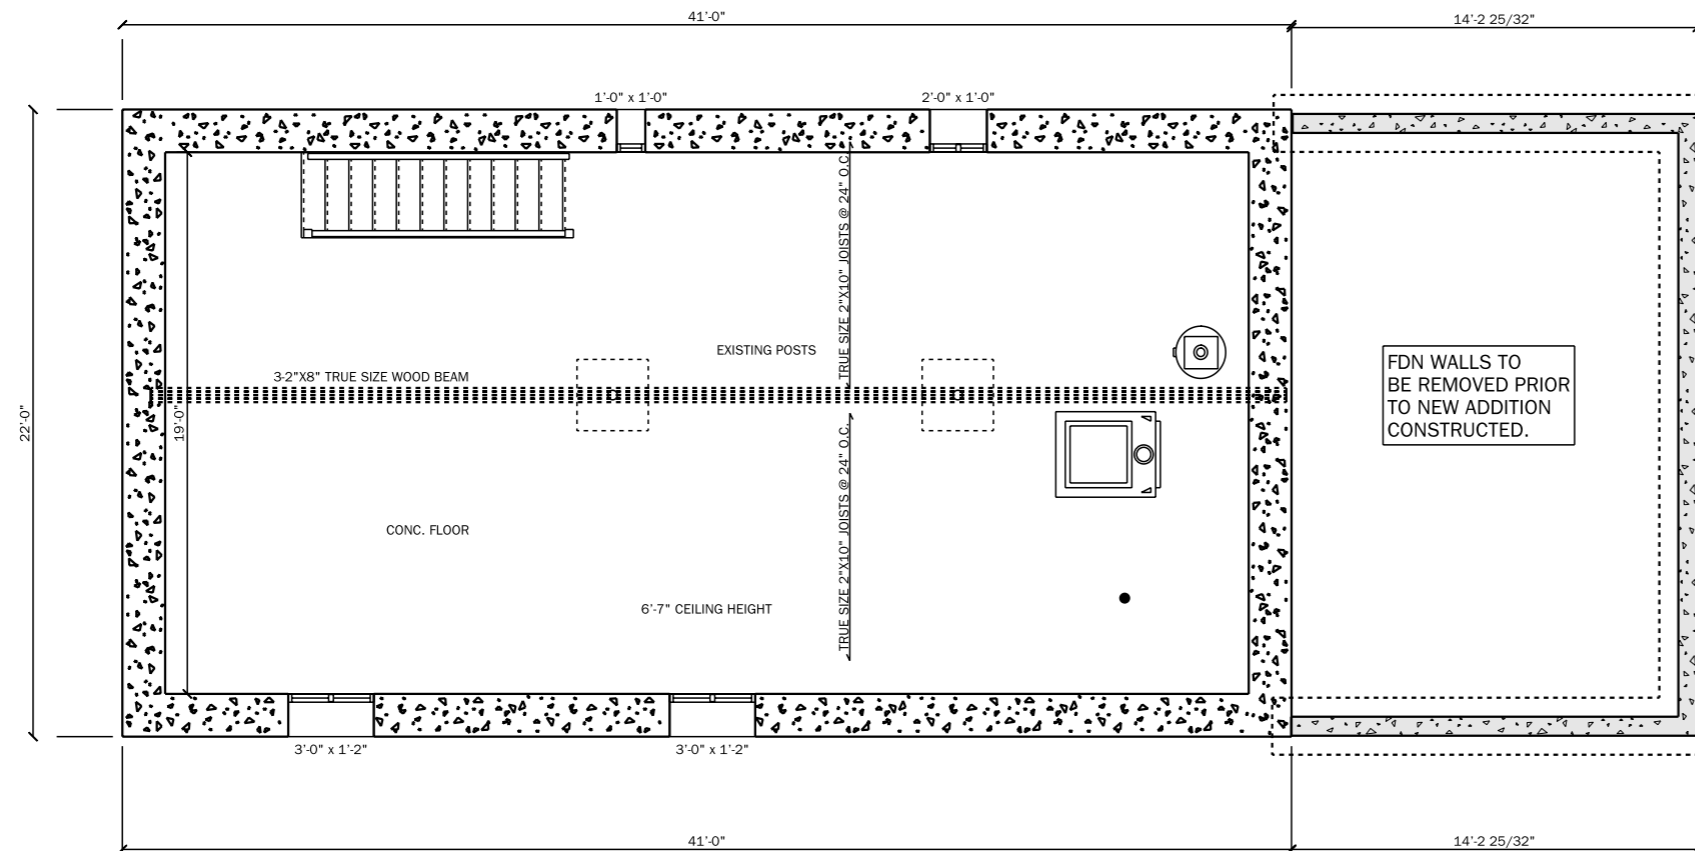 41'-0"
14'-2 25/32"
1'-0" x 1'-0"
2'-0" x 1'-0"
TRUE SIZE 2"X10" JOISTS @ 24" O.C.
EXISTING POSTS
3-2"X8" TRUE SIZE WOOD BEAM
FDN WALLS TO
BE REMOVED PRIOR
TO NEW ADDITION
CONSTRUCTED.
22'-0"
19'-0"
TRUE SIZE 2"X10" JOISTS @ 24" O.C.
CONC. FLOOR
6'-7" CEILING HEIGHT
3'-0" x 1'-2"
3'-0" x 1'-2"
41'-0"
14'-2 25/32"